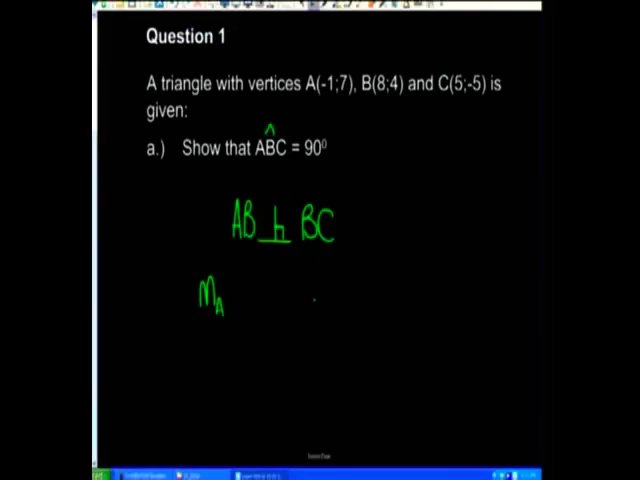 Question 1
A triangle with vertices A(-1;7), B(8;4) and C(5;-5) is
given:
a.) Show that AB̂C = 90⁰
AB ⊥ BC
m_A